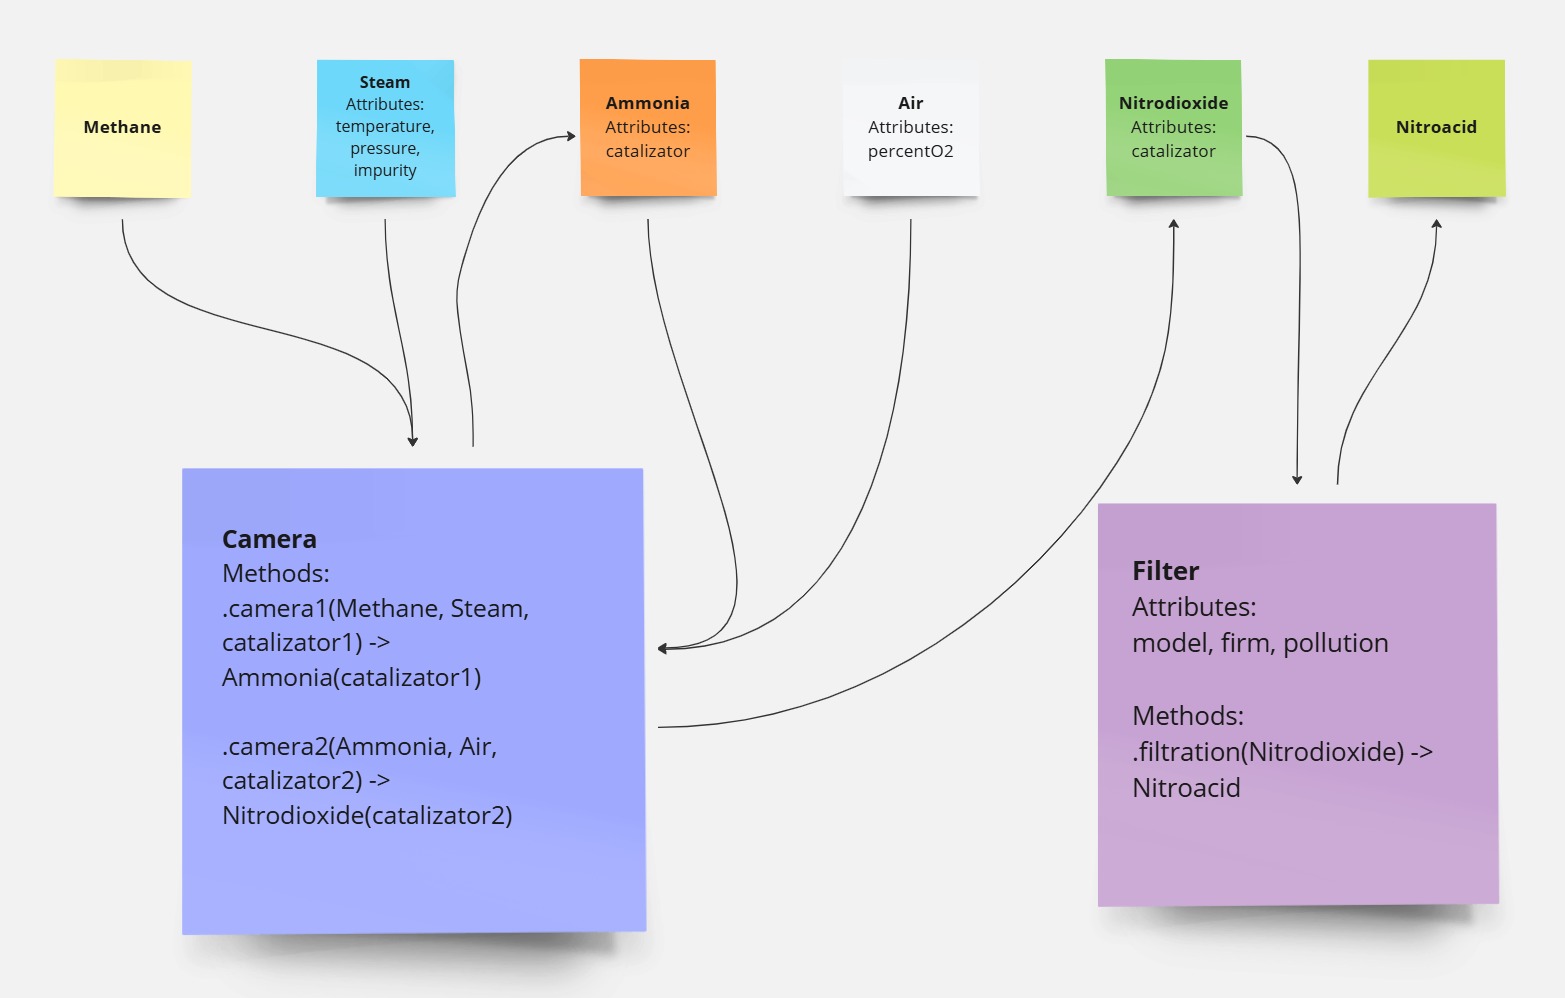 Methane
Steam
Attributes:
temperature,
pressure,
impurity
Ammonia
Attributes:
catalizator
Air
Attributes:
percentO2
Nitrodioxide
Attributes:
catalizator
Nitroacid
Camera
Methods:
.camera1(Methane, Steam,
catalizator1) ->
Ammonia(catalizator1)
.camera2(Ammonia, Air,
catalizator2) ->
Nitrodioxide(catalizator2)
Filter
Attributes:
model, firm, pollution
Methods:
.filtration(Nitrodioxide) ->
Nitroacid